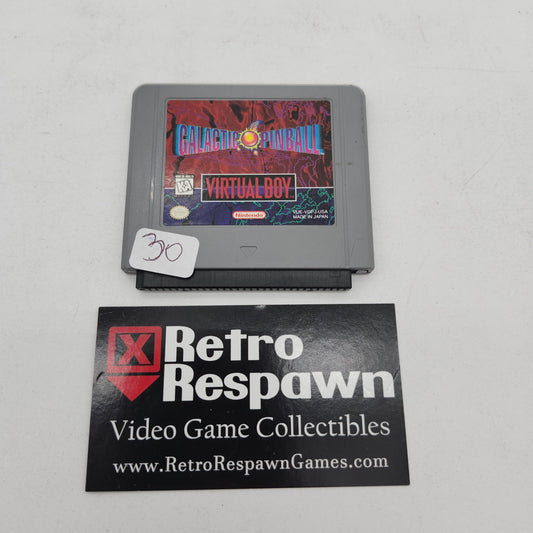 GALACTIC PINBALL
VIRTUAL BOY
Nintendo
VUE-VGPJ-USA
MADE IN JAPAN
30
X Retro
Respawn
Video Game Collectibles
www.RetroRespawnGames.com